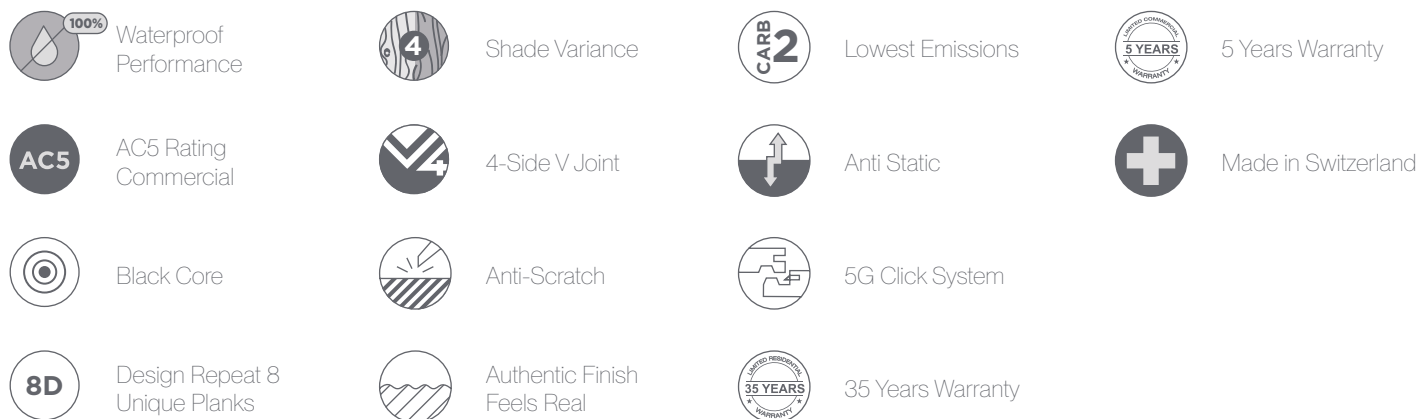 100%
Waterproof
Performance
4
Shade Variance
CARB 2
Lowest Emissions
LIMITED COMMERCIAL
5 YEARS
WARRANTY
5 Years Warranty
AC5
AC5 Rating
Commercial
4
4-Side V Joint
Anti Static
Made in Switzerland
Black Core
Anti-Scratch
5G Click System
8D
Design Repeat 8
Unique Planks
Authentic Finish
Feels Real
LIMITED RESIDENTIAL
35 YEARS
WARRANTY
35 Years Warranty